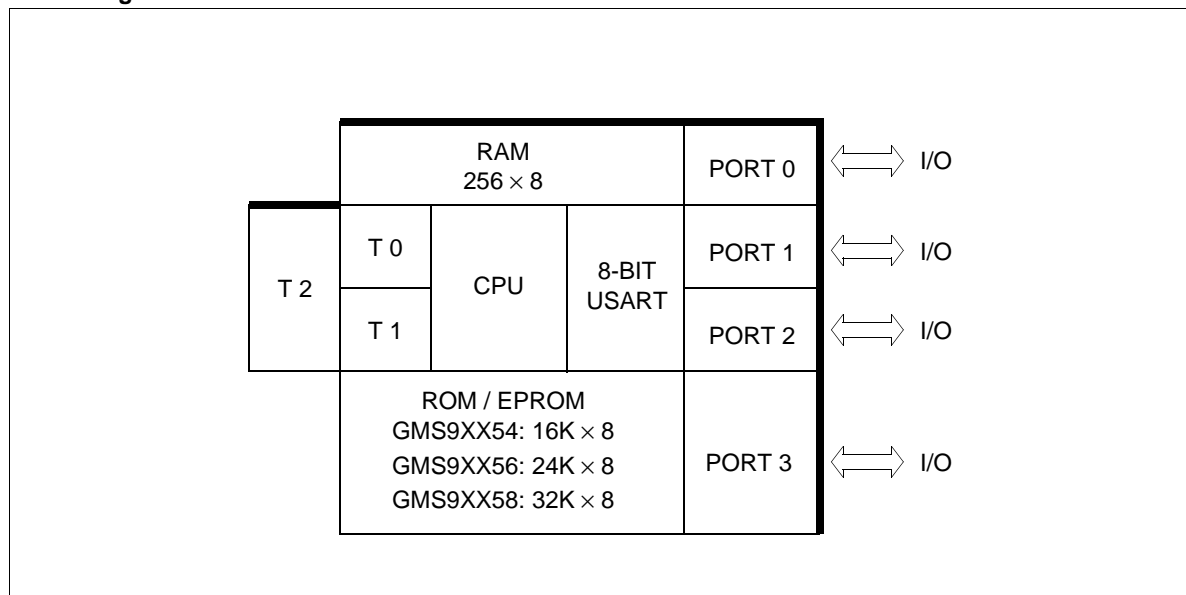 RAM
256 × 8
PORT 0
I/O
T 2
T 0
T 1
CPU
8-BIT
USART
PORT 1
I/O
PORT 2
I/O
ROM / EPROM
GMS9XX54: 16K × 8
GMS9XX56: 24K × 8
GMS9XX58: 32K × 8
PORT 3
I/O